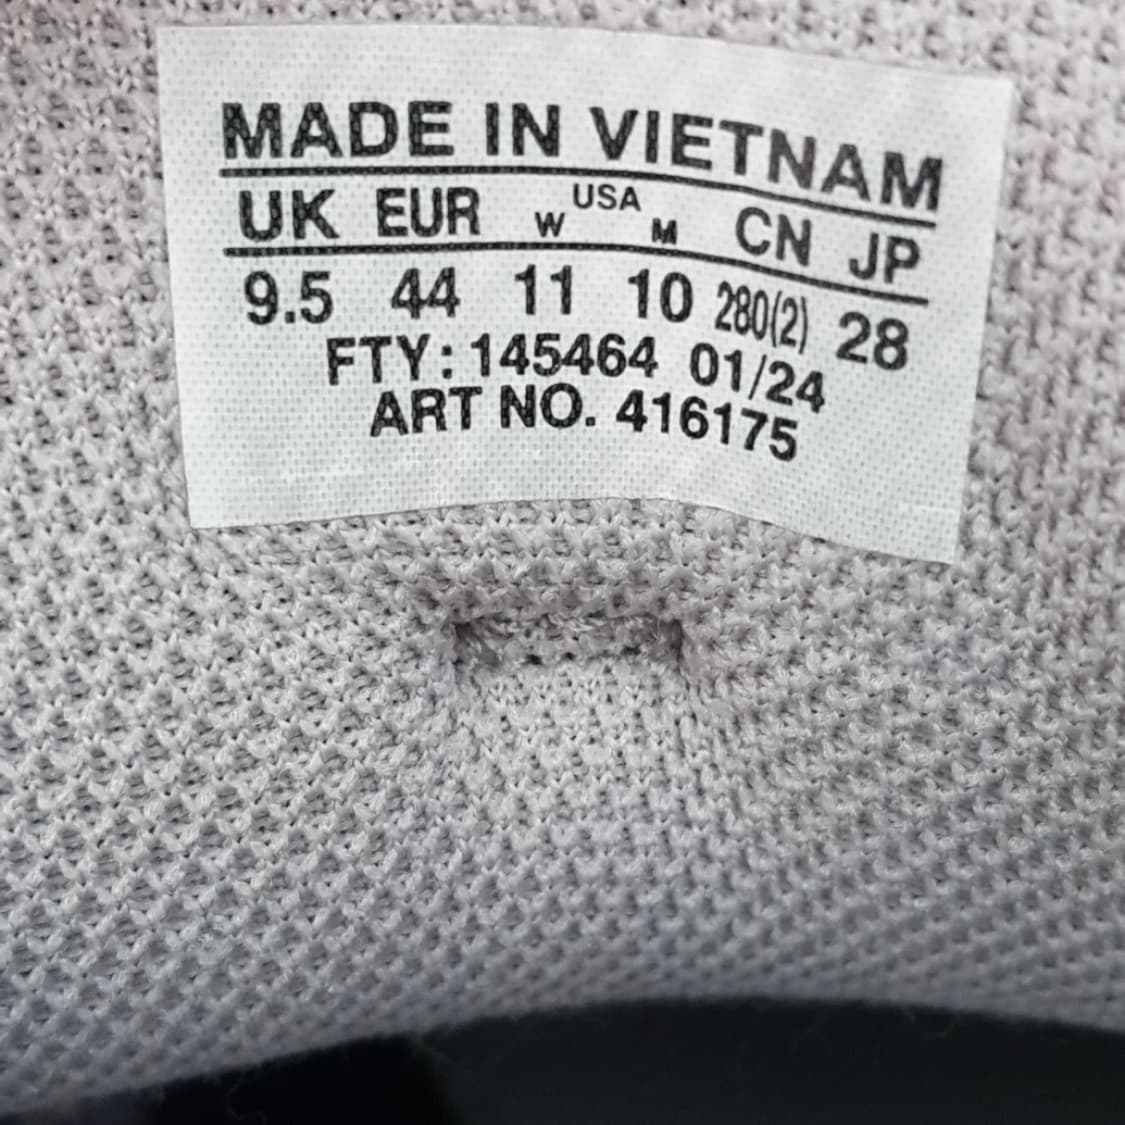 MADE IN VIETNAM
UK EUR W USA M CN JP
9.5 44 11 10 280(2) 28
FTY: 145464 01/24
ART NO. 416175